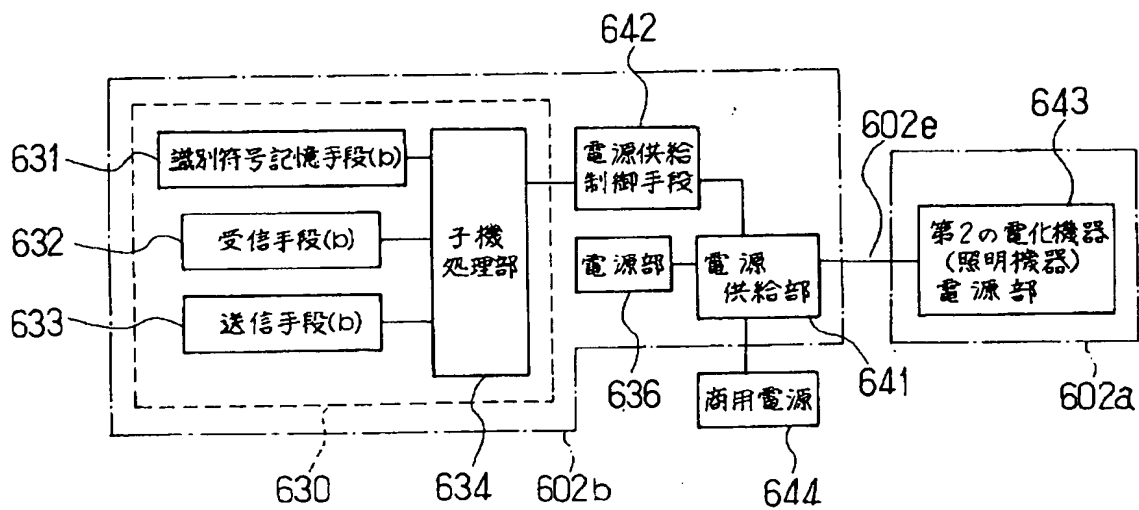 642
643
602e
631
識別符号記憶手段(b)
電源供給
制御手段
632
受信手段(b)
子機
処理部
第2の電化機器
(照明機器)
電源部
電源部
電源
供給部
633
送信手段(b)
636
641
602a
商用電源
630
634
602b
644